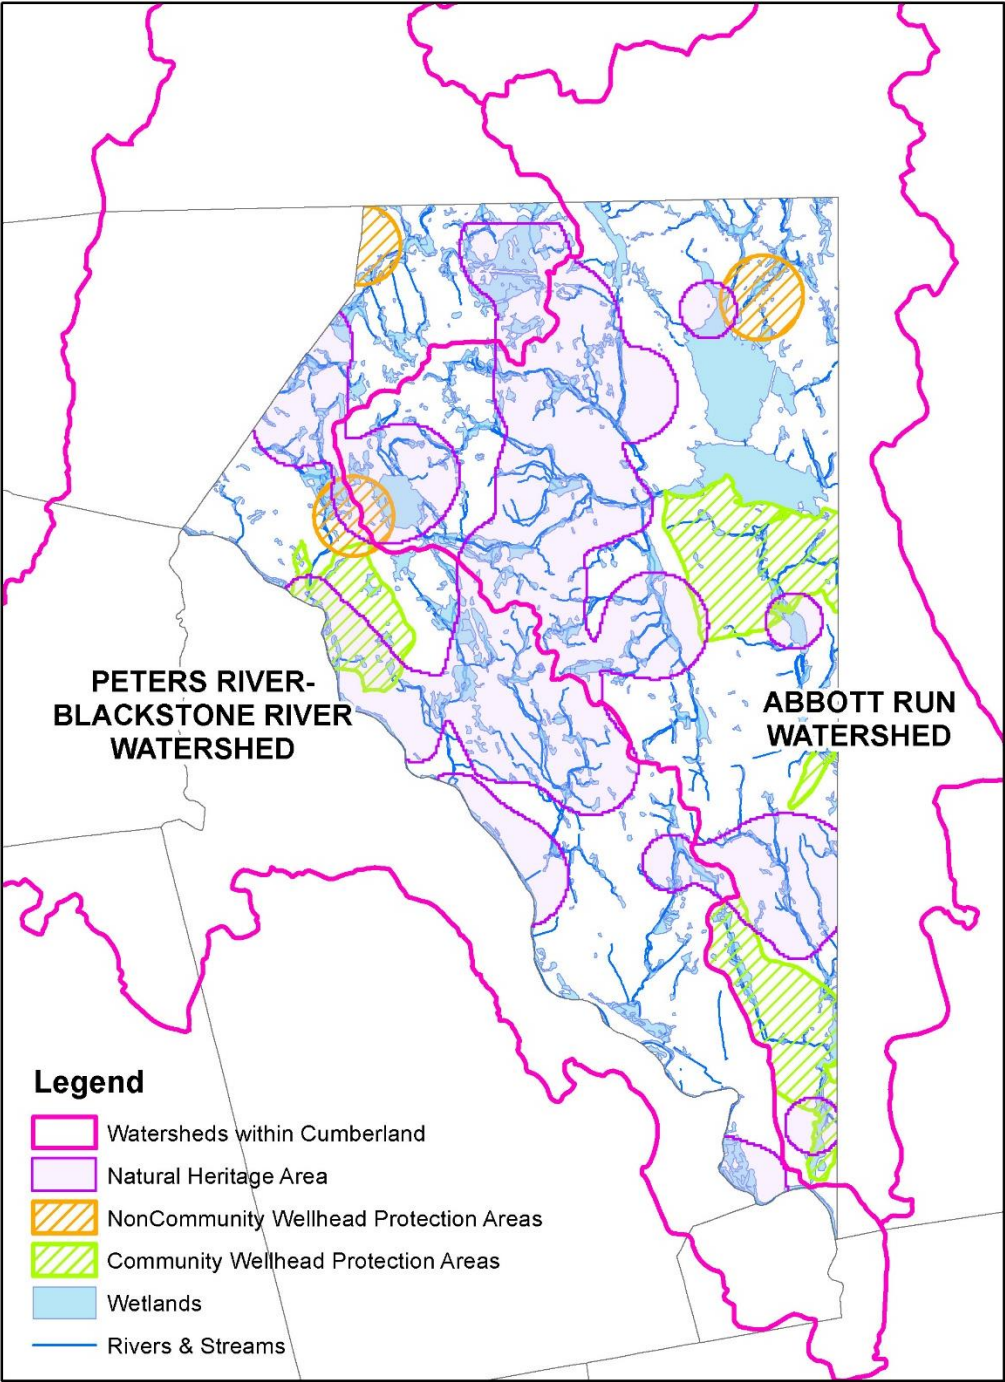 PETERS RIVER-
BLACKSTONE RIVER
WATERSHED
ABBOTT RUN
WATERSHED
Legend
Watersheds within Cumberland
Natural Heritage Area
NonCommunity Wellhead Protection Areas
Community Wellhead Protection Areas
Wetlands
Rivers & Streams